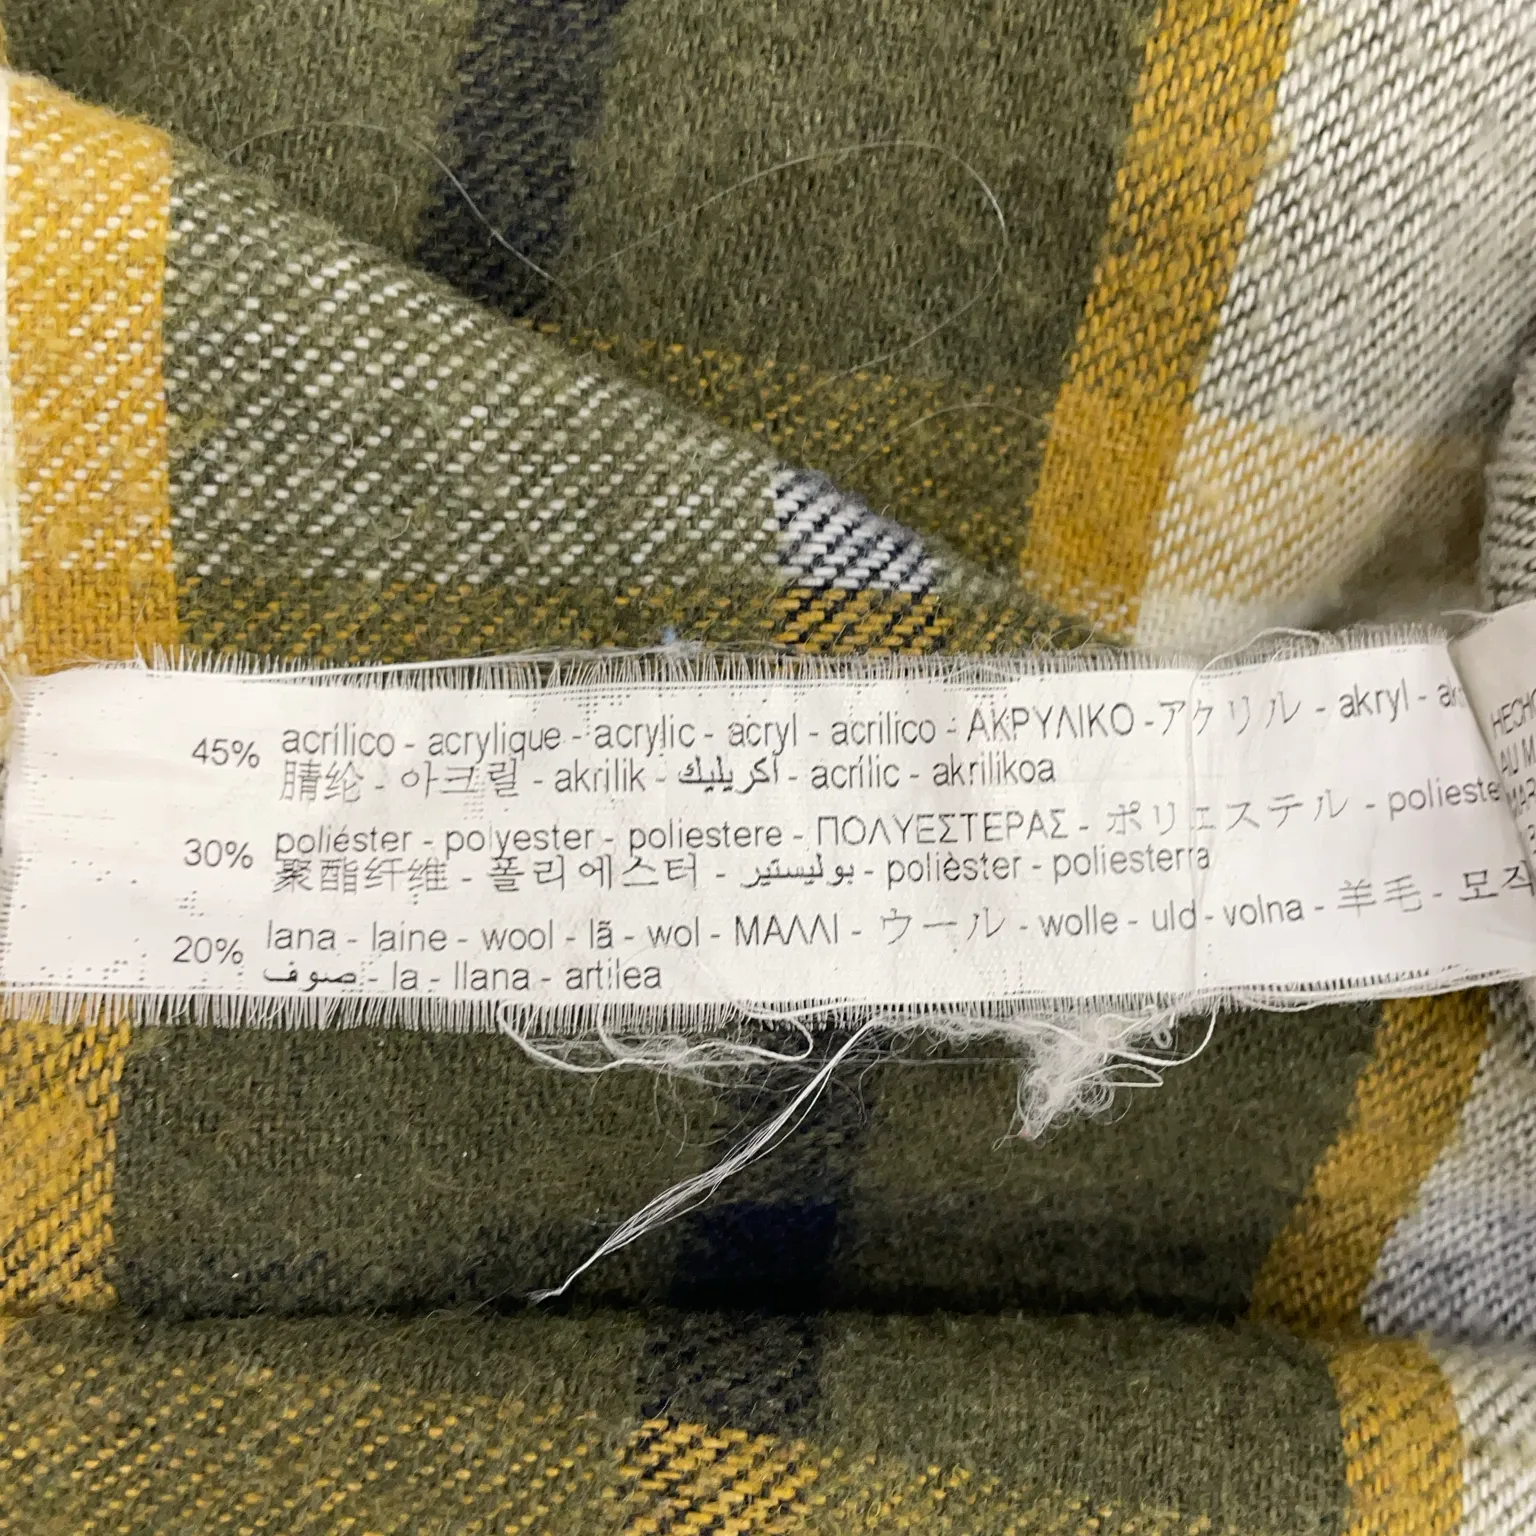 45% acrílico - acrylique - acrylic - acryl - acrilico - ΑΚΡΥΛΙΚΟ - アクリル - akryl -
腈纶 - 아크릴 - akrilik - اكريليك - acrílic - akrilikoa
30% poliéster - polyester - poliestere - ΠΟΛΥΕΣΤΕΡΑΣ - ポリエステル -
聚酯纤维 - 폴리에스터 - بوليستير - polièster - poliesterra
20% lana - laine - wool - lã - wol - ΜΑΛΛΙ - ウール - wolle - uld - volna - 羊毛 - 모직
صوف - la - llana - artilea
AU